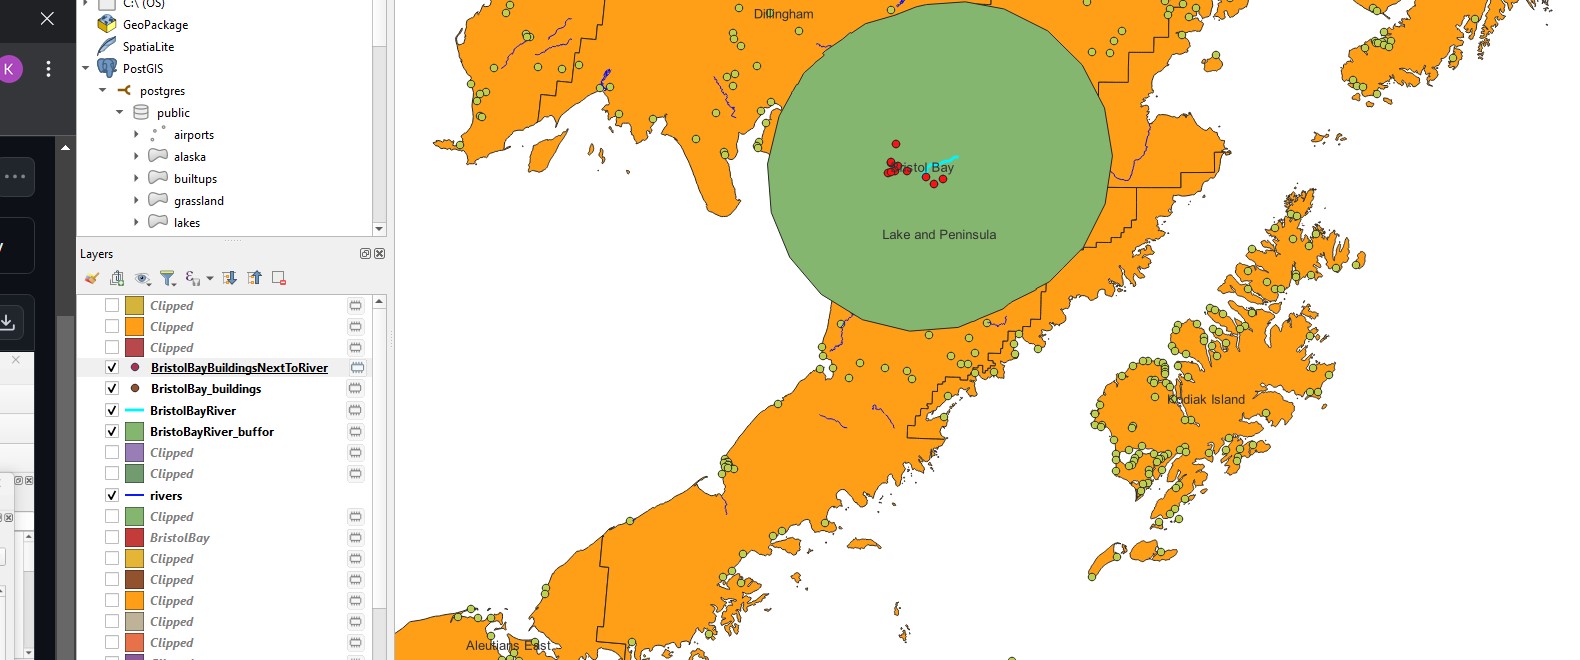 C:\ (OS)
GeoPackage
SpatiaLite
K
PostGIS
postgres
public
airports
alaska
builtups
grassland
lakes
Layers
Clipped
Clipped
Clipped
BristolBayBuildingsNextToRiver
BristolBay_buildings
BristolBayRiver
BristoBayRiver_buffor
Clipped
Clipped
rivers
Clipped
BristolBay
Clipped
Clipped
Clipped
Clipped
Clipped
Dillingham
Bristol Bay
Lake and Peninsula
Kodiak Island
Aleutians East